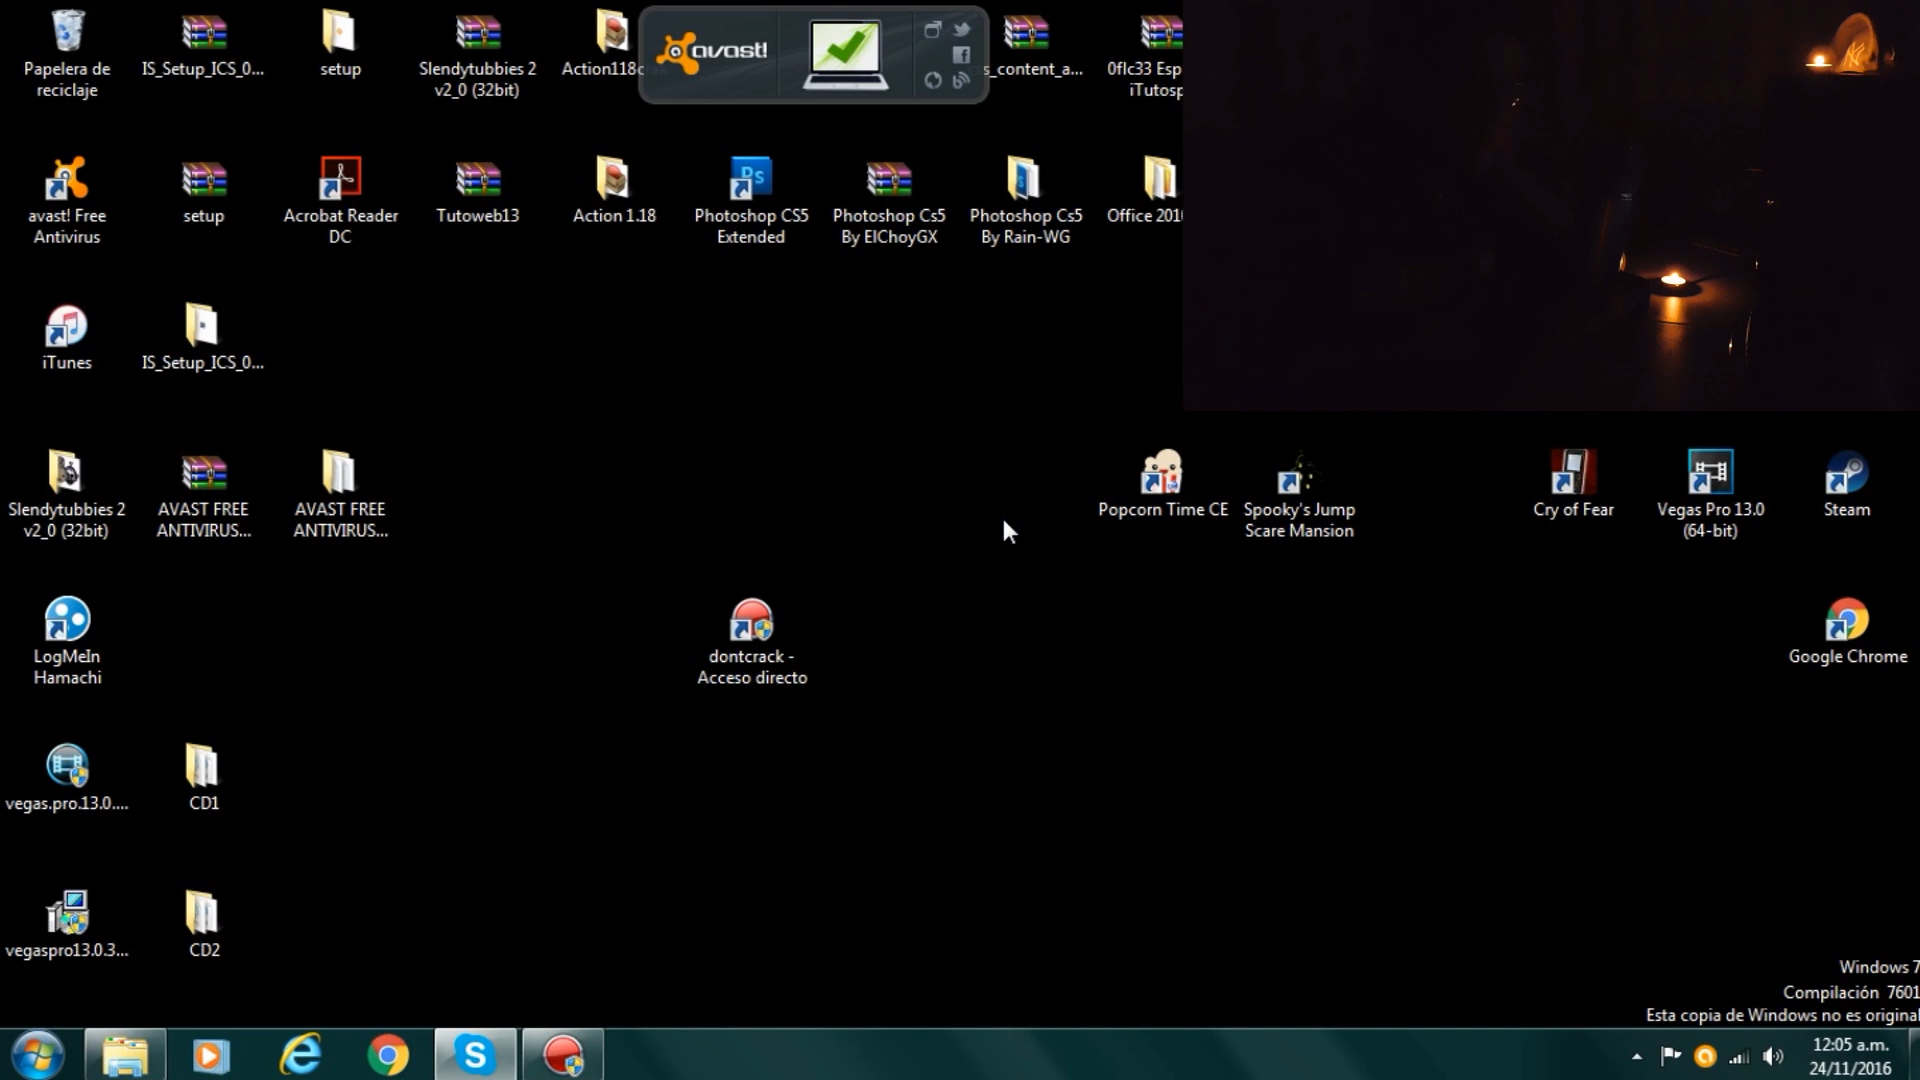 Papelera de
reciclaje
IS_Setup_ICS_0...
setup
Slendytubbies 2
v2_0 (32bit)
Action118c
avast!
s_content_a...
0flc33 Esp
iTutosp
avast! Free
Antivirus
setup
Acrobat Reader
DC
Tutoweb13
Action 1.18
Ps
Photoshop CS5
Extended
Photoshop Cs5
By ElChoyGX
Photoshop Cs5
By Rain-WG
Office 2010
iTunes
IS_Setup_ICS_0...
Slendytubbies 2
v2_0 (32bit)
AVAST FREE
ANTIVIRUS...
AVAST FREE
ANTIVIRUS...
Popcorn Time CE
Spooky's Jump
Scare Mansion
Cry of Fear
Vegas Pro 13.0
(64-bit)
Steam
LogMeIn
Hamachi
dontcrack -
Acceso directo
Google Chrome
vegas.pro.13.0....
CD1
vegaspro13.0.3...
CD2
Windows 7
Compilación 7601
Esta copia de Windows no es original
12:05 a.m.
24/11/2016